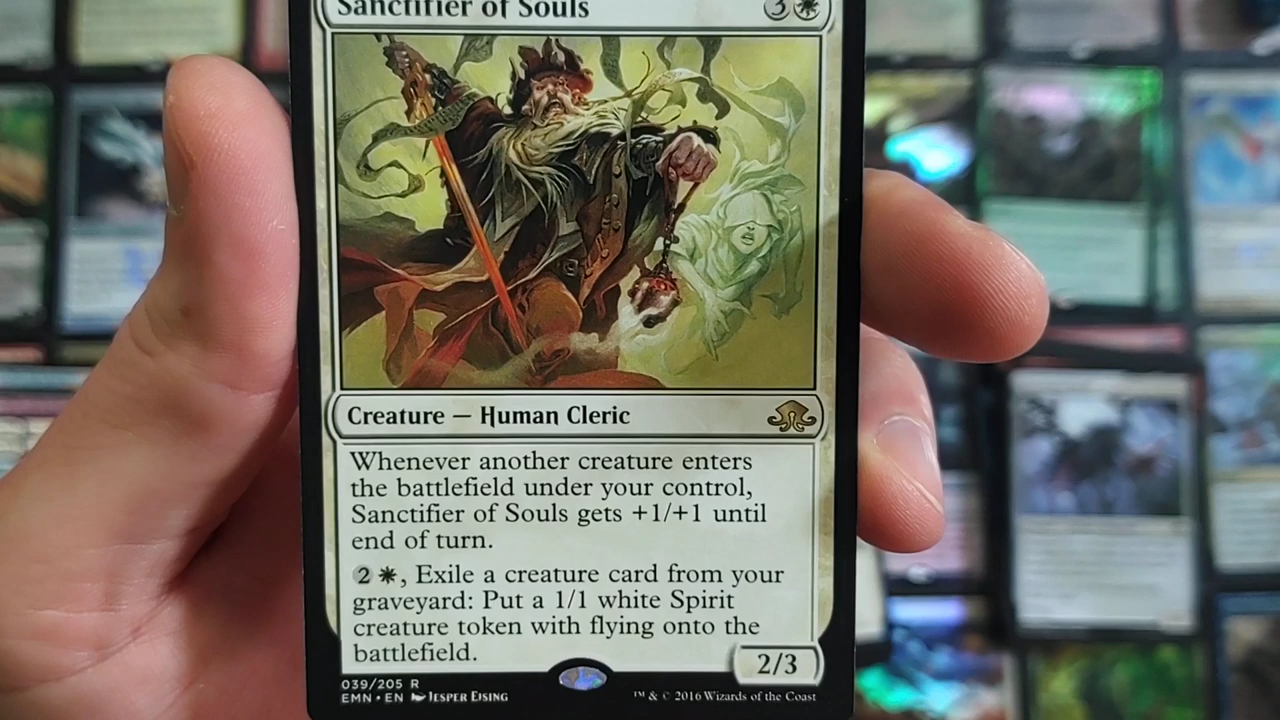 Sanctifier of Souls 3
Creature — Human Cleric
Whenever another creature enters
the battlefield under your control,
Sanctifier of Souls gets +1/+1 until
end of turn.
2, Exile a creature card from your
graveyard: Put a 1/1 white Spirit
creature token with flying onto the
battlefield.
2/3
039/205 R
EMN • EN JESPER EJSING
™ & © 2016 Wizards of the Coast